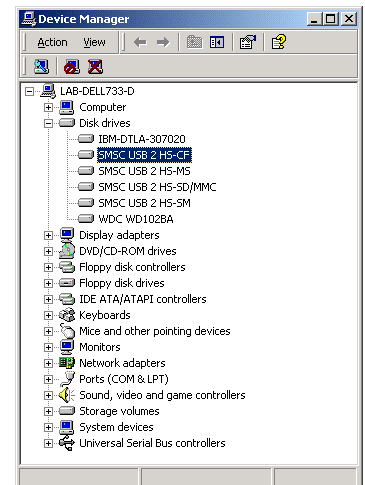 Device Manager
Action View
LAB-DELL733-D
Computer
Disk drives
IBM-DTLA-307020
SMSC USB 2 HS-CF
SMSC USB 2 HS-MS
SMSC USB 2 HS-SD/MMC
SMSC USB 2 HS-SM
WDC WD102BA
Display adapters
DVD/CD-ROM drives
Floppy disk controllers
Floppy disk drives
IDE ATA/ATAPI controllers
Keyboards
Mice and other pointing devices
Monitors
Network adapters
Ports (COM & LPT)
Sound, video and game controllers
Storage volumes
System devices
Universal Serial Bus controllers